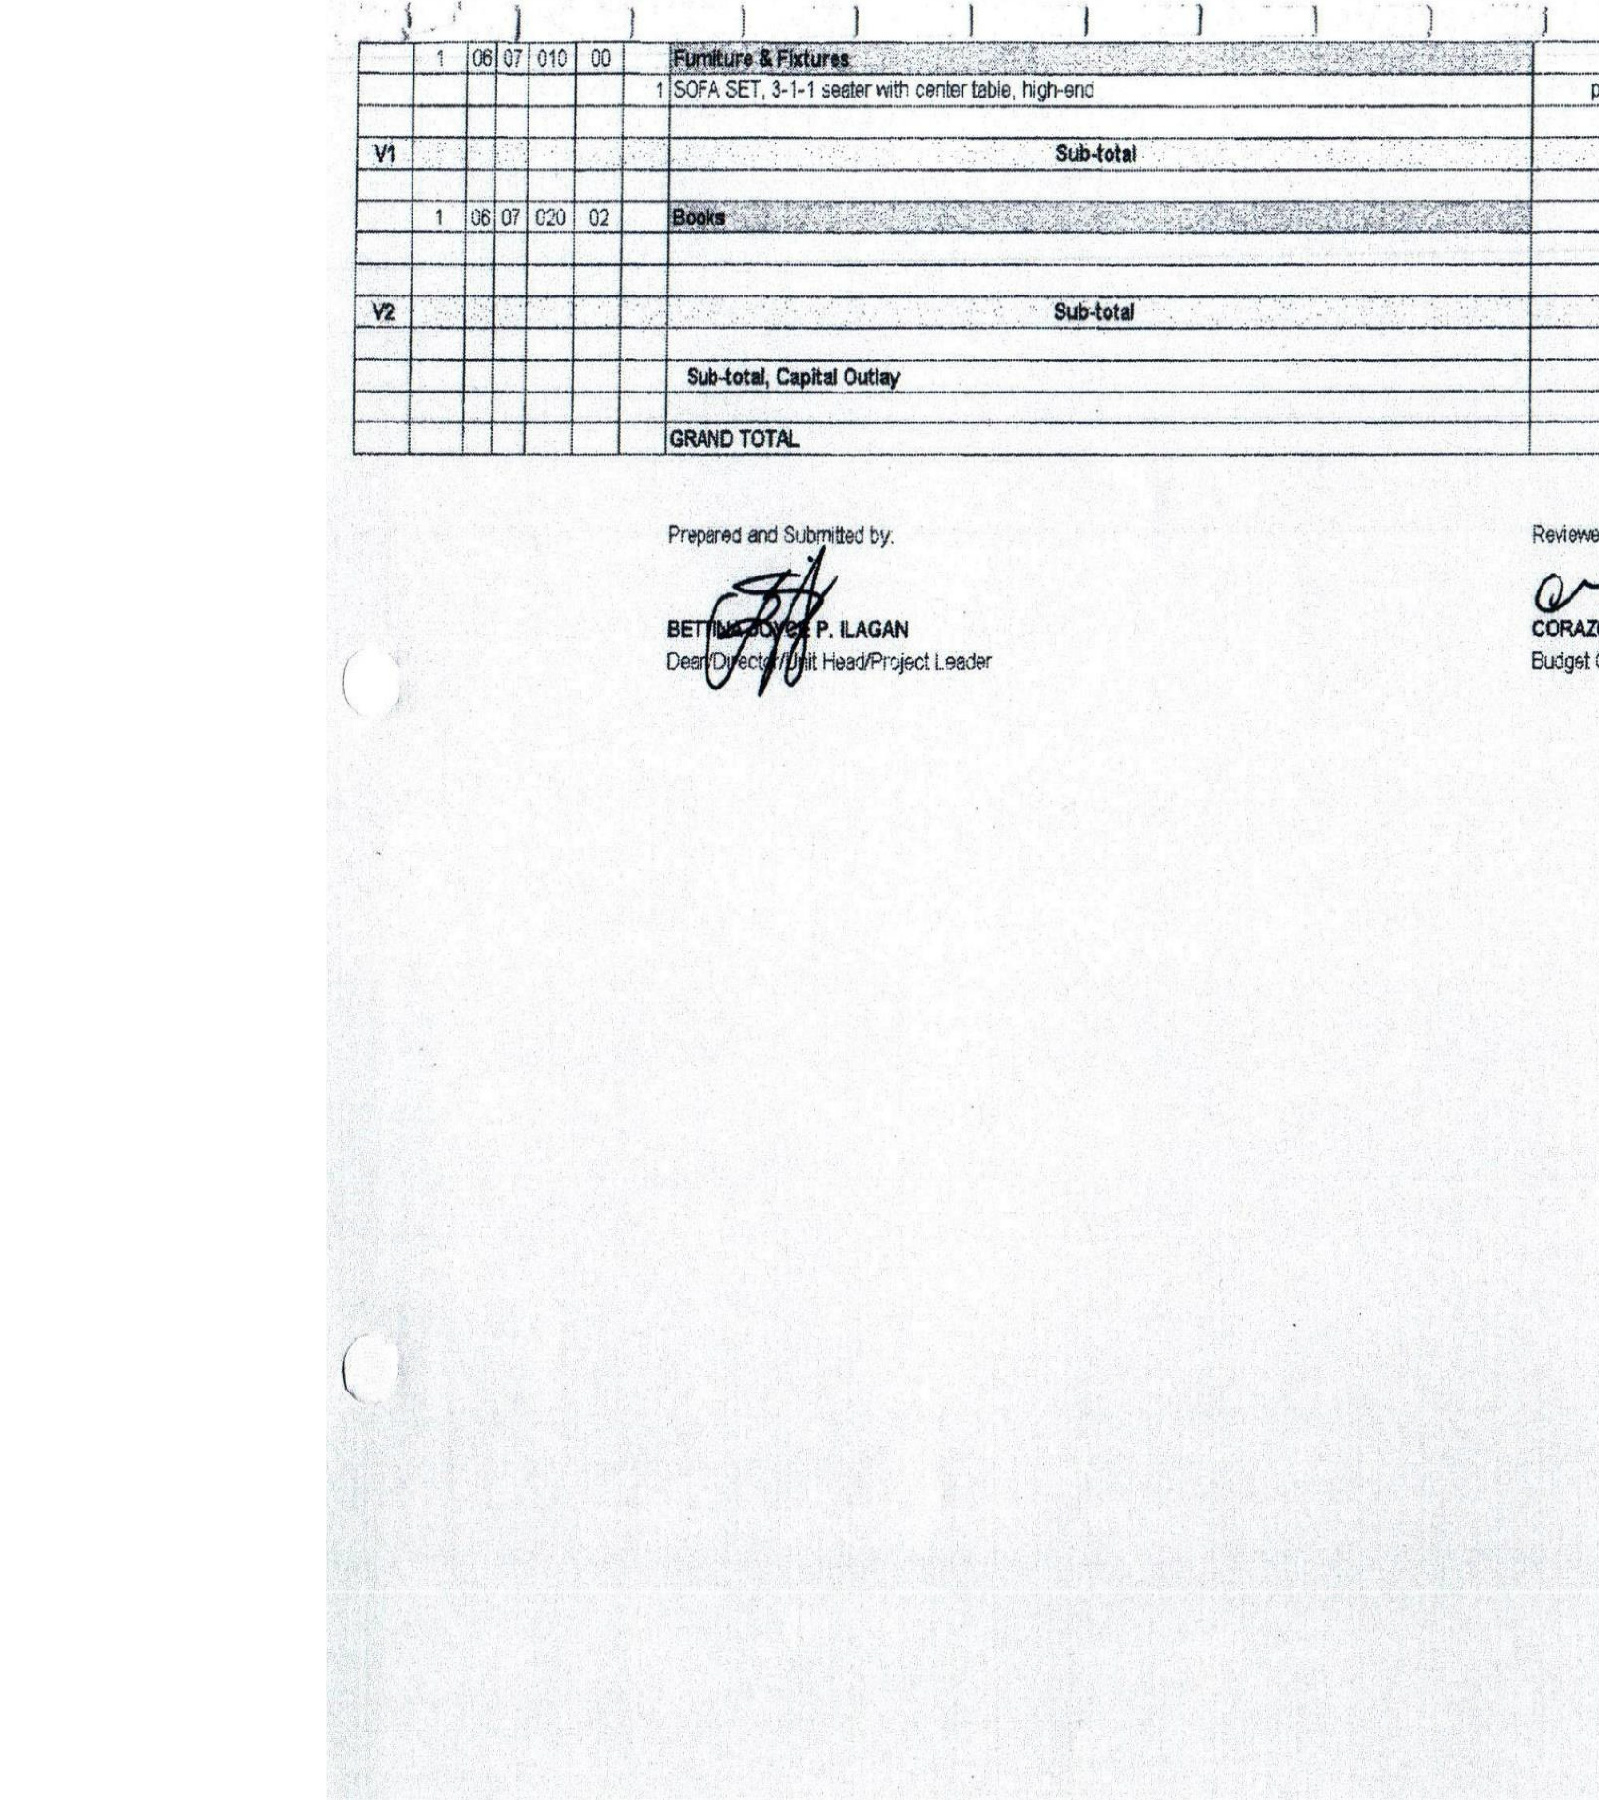 1 06 07 010 00 Furniture & Fixtures
1 SOFA SET, 3-1-1 seater with center table, high-end p
V1 Sub-total
1 06 07 020 02 Books
V2 Sub-total
Sub-total, Capital Outlay
GRAND TOTAL
Prepared and Submitted by: Reviewe
BETTINA JOYCE P. ILAGAN CORAZ
Dean/Director/Unit Head/Project Leader Budget